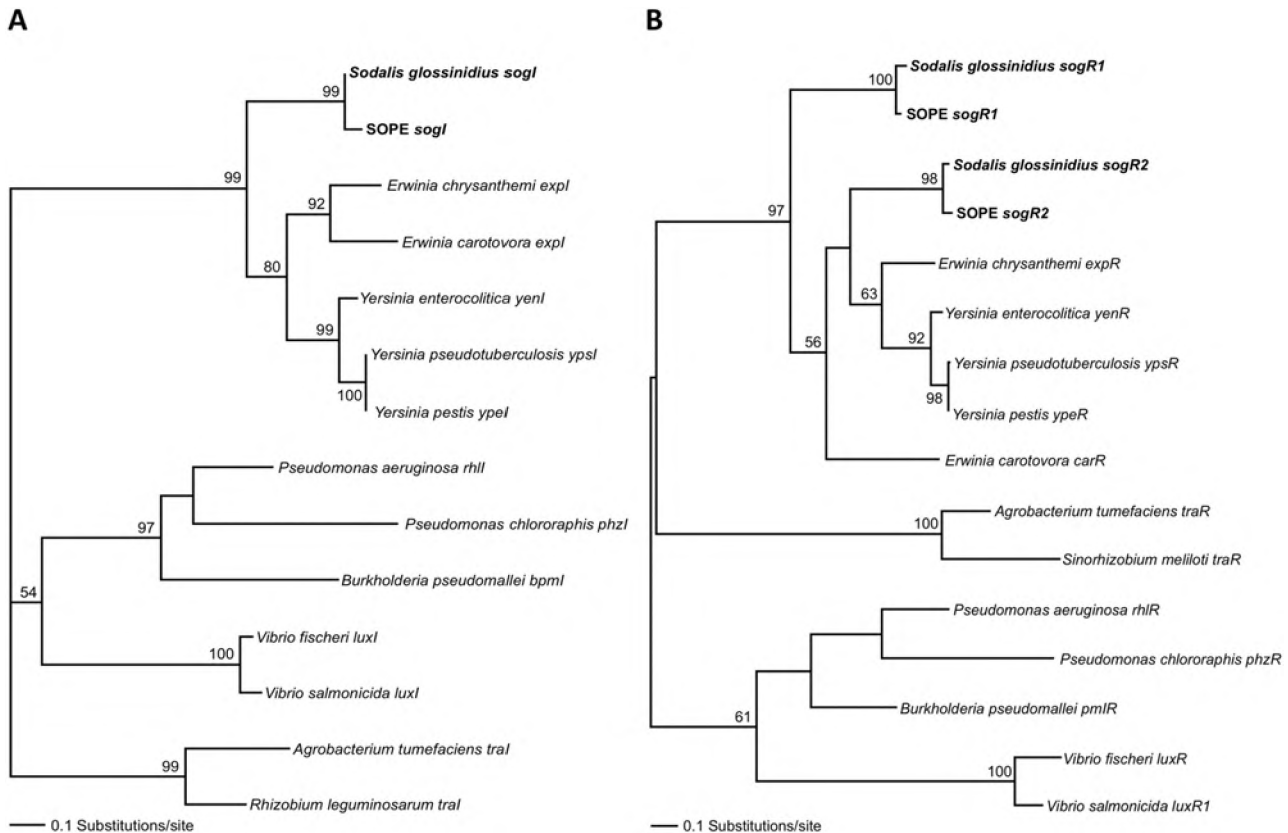 A
99
Sodalis glossinidius sogI
SOPE sogI
99
92
Erwinia chrysanthemi expI
Erwinia carotovora expI
80
99
Yersinia enterocolitica yenI
Yersinia pseudotuberculosis ypsI
100
Yersinia pestis ypeI
Pseudomonas aeruginosa rhlI
97
Pseudomonas chlororaphis phzI
Burkholderia pseudomallei bpmI
54
Vibrio fischeri luxI
100
Vibrio salmonicida luxI
Agrobacterium tumefaciens traI
99
Rhizobium leguminosarum traI
0.1 Substitutions/site
B
Sodalis glossinidius sogR1
100
SOPE sogR1
Sodalis glossinidius sogR2
98
SOPE sogR2
97
Erwinia chrysanthemi expR
63
Yersinia enterocolitica yenR
92
56
Yersinia pseudotuberculosis ypsR
98
Yersinia pestis ypeR
Erwinia carotovora carR
Agrobacterium tumefaciens traR
100
Sinorhizobium meliloti traR
Pseudomonas aeruginosa rhlR
Pseudomonas chlororaphis phzR
Burkholderia pseudomallei pmlR
61
Vibrio fischeri luxR
100
Vibrio salmonicida luxR1
0.1 Substitutions/site